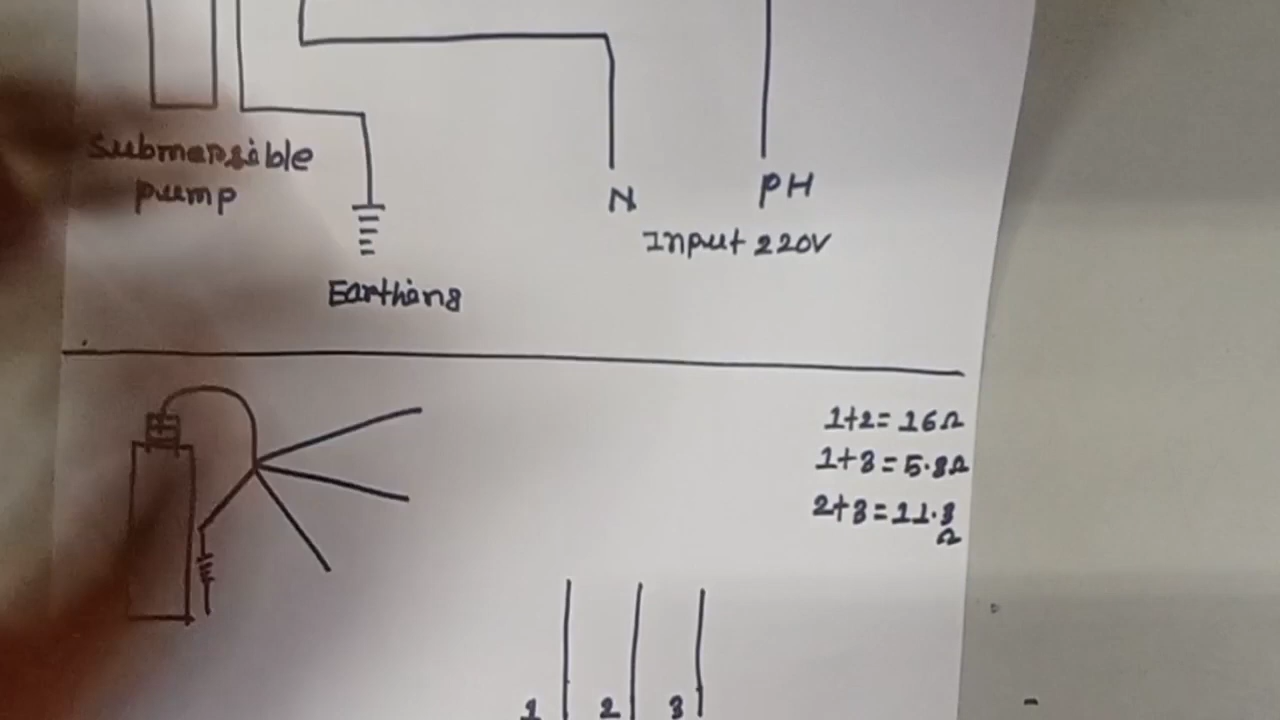 Submersible
pump
N
PH
Input 220V
Earthing
1+2=16Ω
1+3=5.8Ω
2+3=11.3
Ω
1 2 3